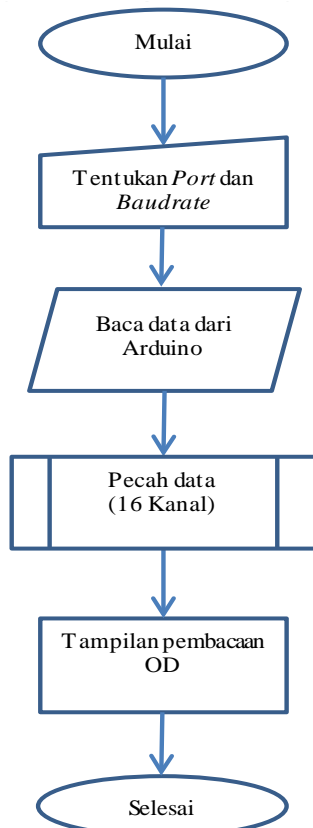 Mulai
Tentukan Port dan
Baudrate
Baca data dari
Arduino
Pecah data
(16 Kanal)
Tampilan pembacaan
OD
Selesai